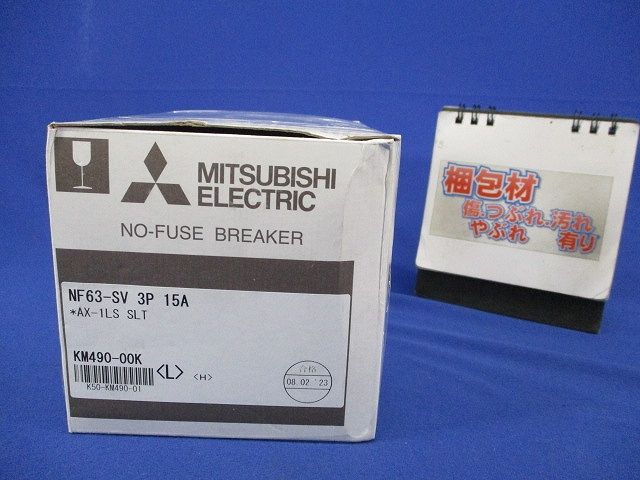 MITSUBISHI
ELECTRIC
NO-FUSE BREAKER
NF63-SV 3P 15A
*AX-1LS SLT
KM490-00K
<L> <H>
K50-KM490-01
合格
08.02 '23
梱包材
傷・つぶれ・汚れ
やぶれ 有り